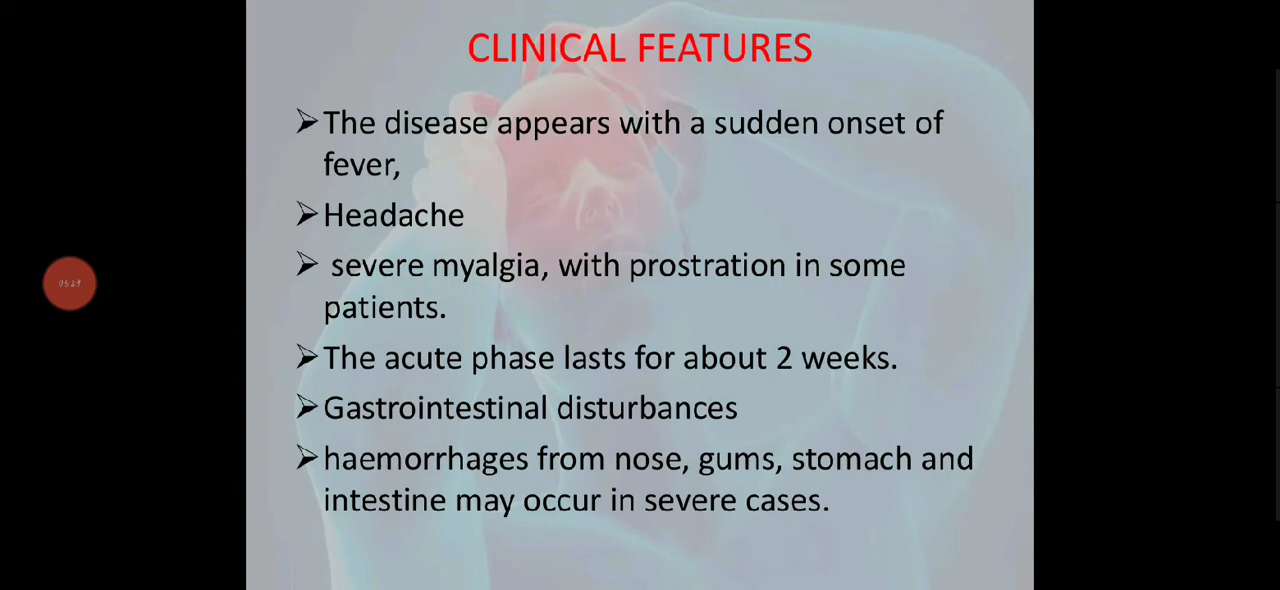 CLINICAL FEATURES
➢The disease appears with a sudden onset of
fever,
➢Headache
➢ severe myalgia, with prostration in some
patients.
➢The acute phase lasts for about 2 weeks.
➢Gastrointestinal disturbances
➢haemorrhages from nose, gums, stomach and
intestine may occur in severe cases.